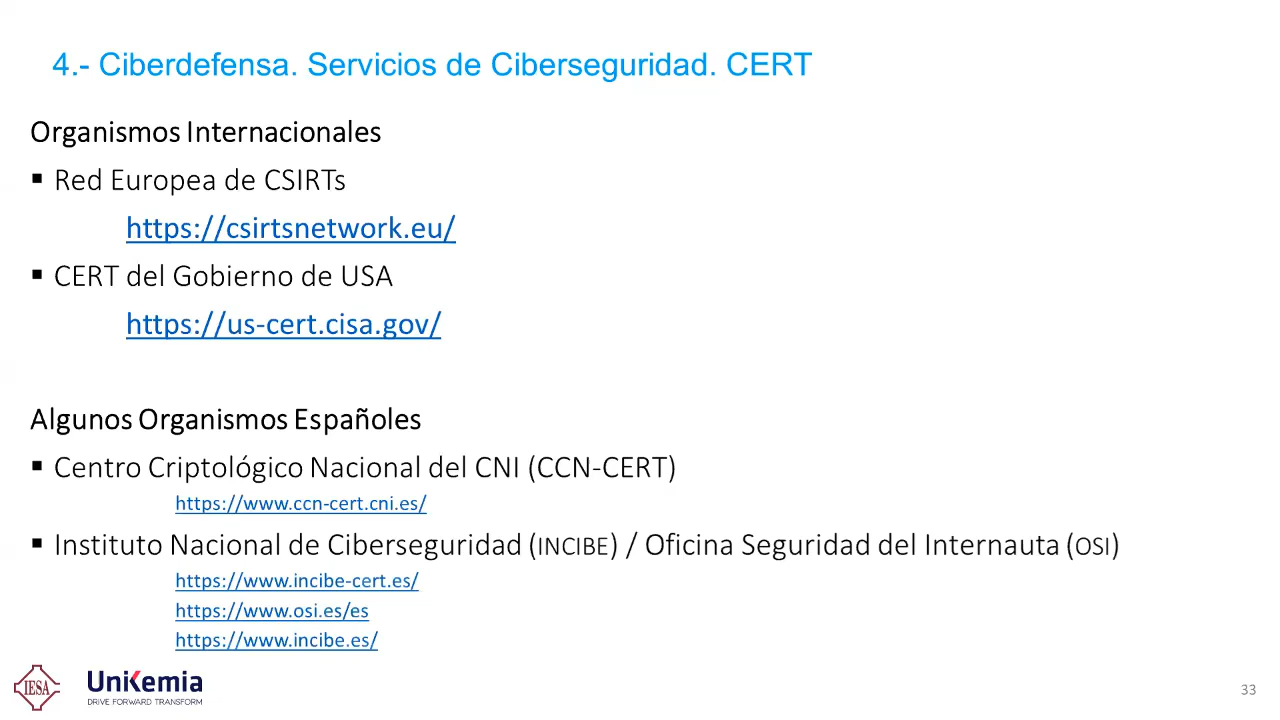 4.- Ciberdefensa. Servicios de Ciberseguridad. CERT
Organismos Internacionales
▪ Red Europea de CSIRTs
https://csirtsnetwork.eu/
▪ CERT del Gobierno de USA
https://us-cert.cisa.gov/
Algunos Organismos Españoles
▪ Centro Criptológico Nacional del CNI (CCN-CERT)
https://www.ccn-cert.cni.es/
▪ Instituto Nacional de Ciberseguridad (INCIBE) / Oficina Seguridad del Internauta (OSI)
https://www.incibe-cert.es/
https://www.osi.es/es
https://www.incibe.es/
IESA
UniKemia
DRIVE FORWARD TRANSFORM
33